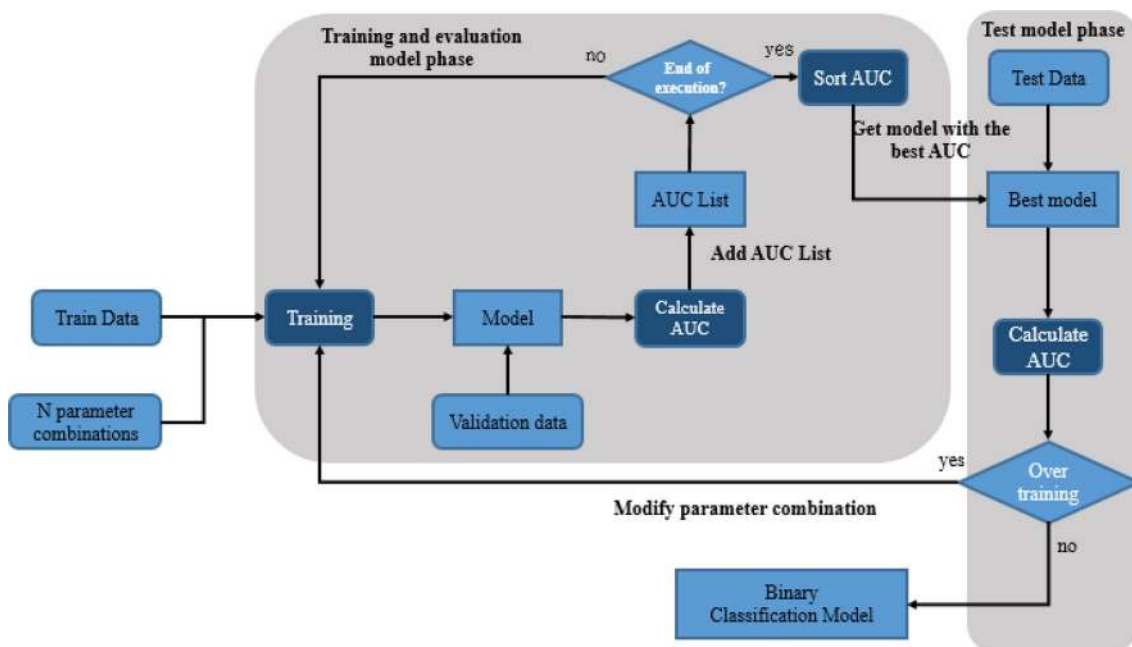 Training and evaluation
model phase
no
End of
execution?
yes
Sort AUC
Test model phase
Test Data
Get model with the
best AUC
AUC List
Best model
Add AUC List
Train Data
Training
Model
Calculate
AUC
Calculate
AUC
N parameter
combinations
Validation data
yes
Over
training
Modify parameter combination
no
Binary
Classification Model